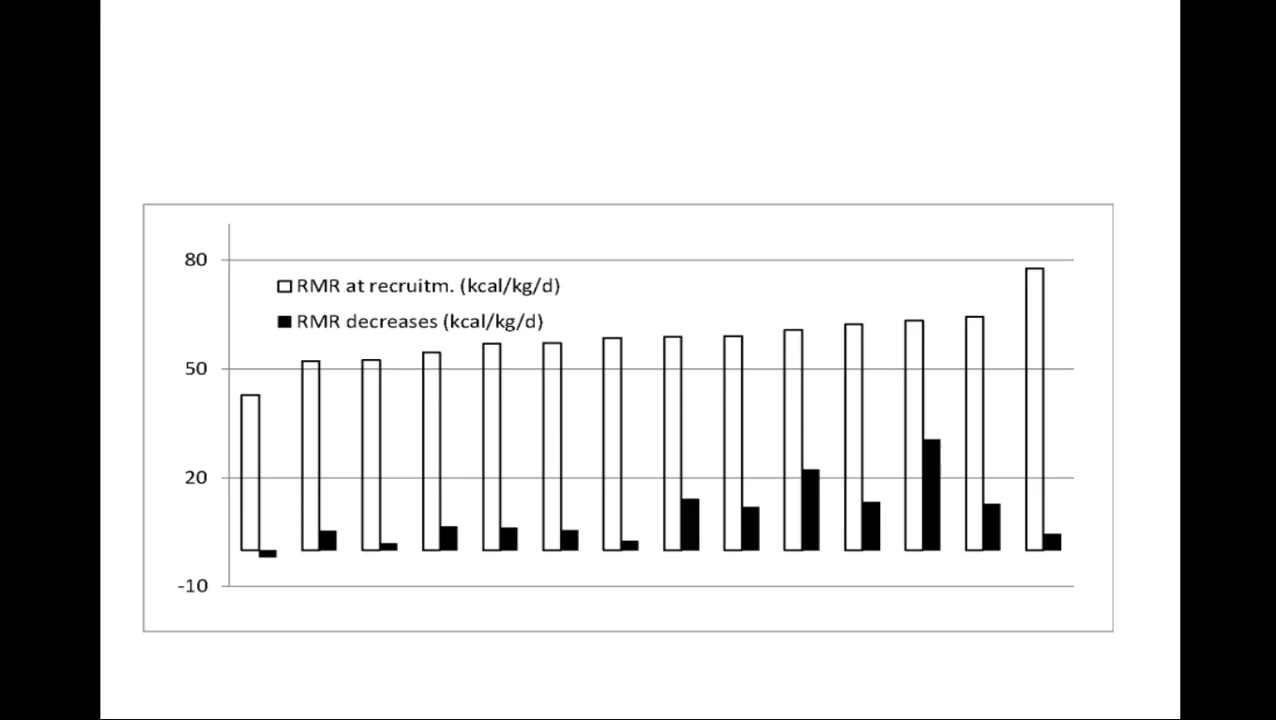 80
RMR at recruitm. (kcal/kg/d)
RMR decreases (kcal/kg/d)
50
20
-10